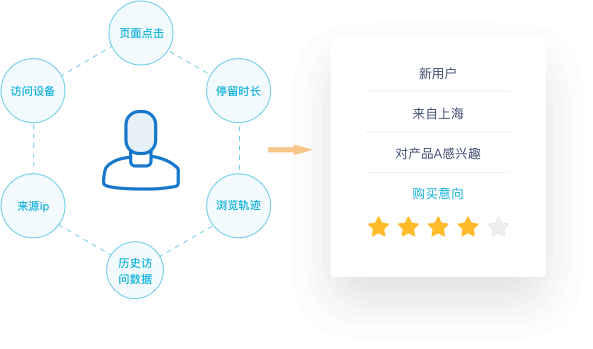 页面点击
访问设备
停留时长
来源ip
浏览轨迹
历史访
问数据
新用户
来自上海
对产品A感兴趣
购买意向